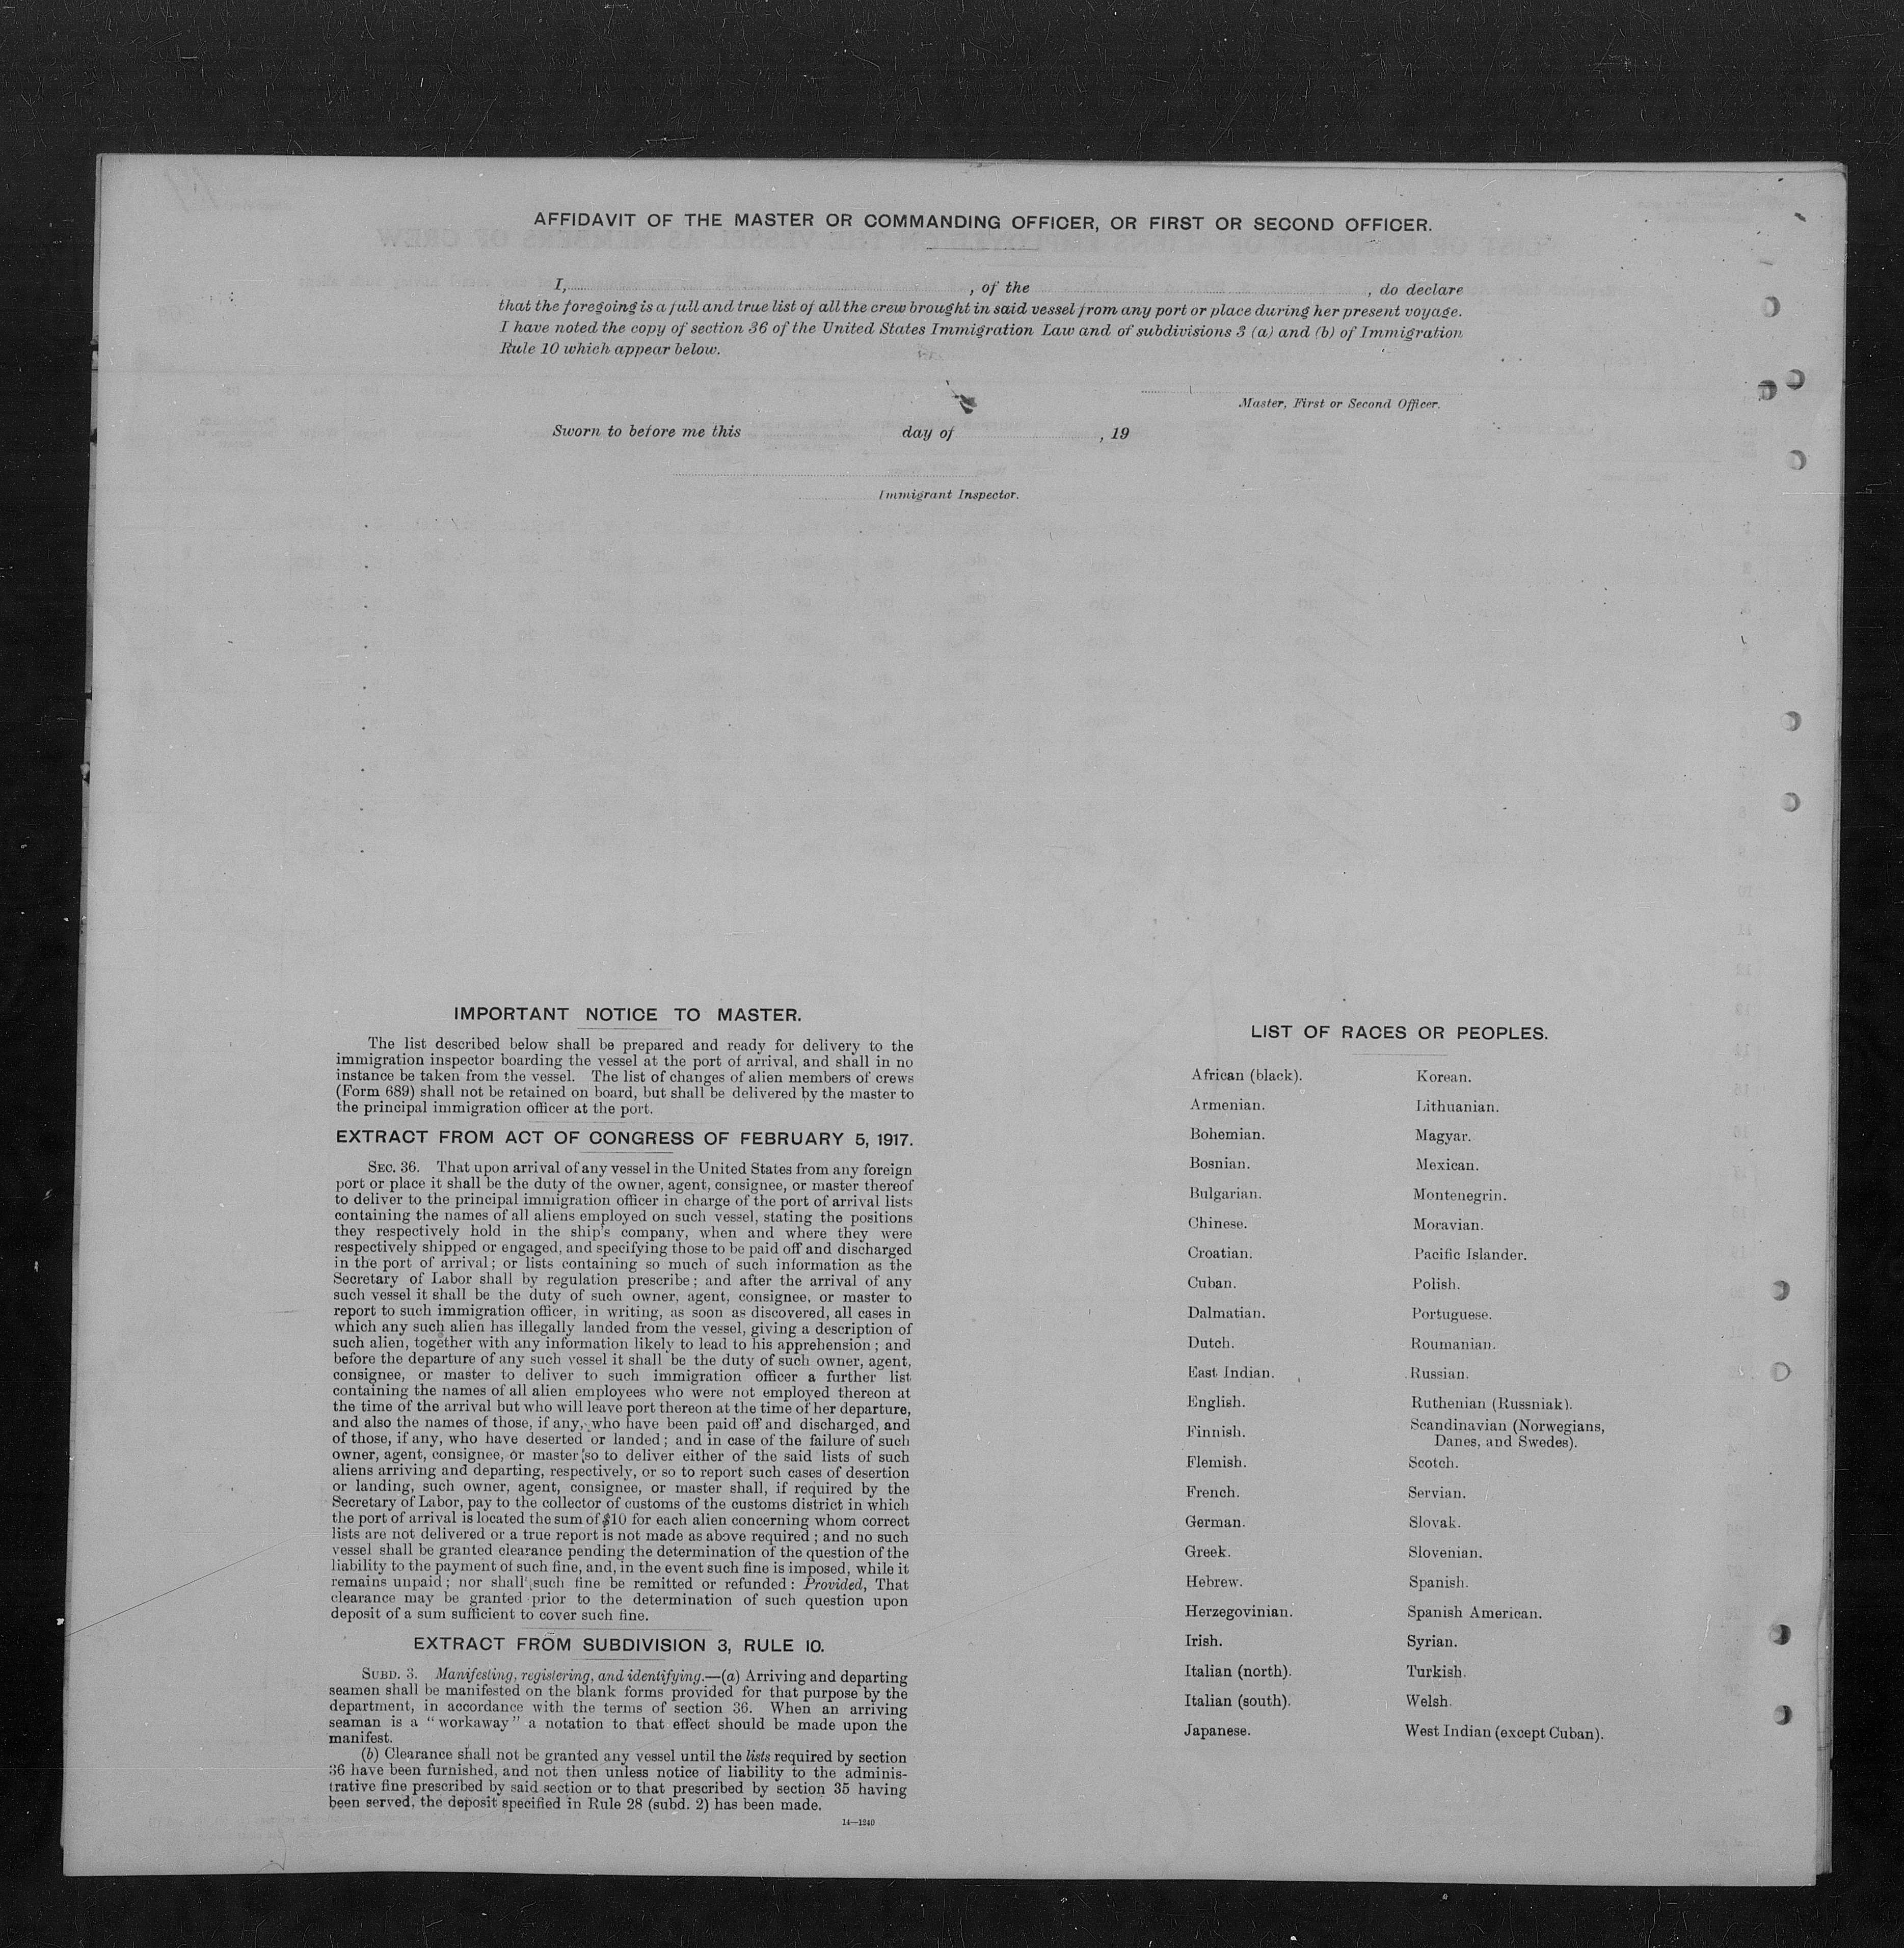 AFFIDAVIT OF THE MASTER OR COMMANDING OFFICER, OR FIRST OR SECOND OFFICER.
I, , of the , do declare
that the foregoing is a full and true list of all the crew brought in said vessel from any port or place during her present voyage.
I have noted the copy of section 36 of the United States Immigration Law and of subdivisions 3 (a) and (b) of Immigration
Rule 10 which appear below.
Master, First or Second Officer.
Sworn to before me this day of , 19
Immigrant Inspector.
IMPORTANT NOTICE TO MASTER.
The list described below shall be prepared and ready for delivery to the
immigration inspector boarding the vessel at the port of arrival, and shall in no
instance be taken from the vessel. The list of changes of alien members of crews
(Form 689) shall not be retained on board, but shall be delivered by the master to
the principal immigration officer at the port.
EXTRACT FROM ACT OF CONGRESS OF FEBRUARY 5, 1917.
SEC. 36. That upon arrival of any vessel in the United States from any foreign
port or place it shall be the duty of the owner, agent, consignee, or master thereof
to deliver to the principal immigration officer in charge of the port of arrival lists
containing the names of all aliens employed on such vessel, stating the positions
they respectively hold in the ship's company, when and where they were
respectively shipped or engaged, and specifying those to be paid off and discharged
in the port of arrival; or lists containing so much of such information as the
Secretary of Labor shall by regulation prescribe; and after the arrival of any
such vessel it shall be the duty of such owner, agent, consignee, or master to
report to such immigration officer, in writing, as soon as discovered, all cases in
which any such alien has illegally landed from the vessel, giving a description of
such alien, together with any information likely to lead to his apprehension; and
before the departure of any such vessel it shall be the duty of such owner, agent,
consignee, or master to deliver to such immigration officer a further list
containing the names of all alien employees who were not employed thereon at
the time of the arrival but who will leave port thereon at the time of her departure,
and also the names of those, if any, who have been paid off and discharged, and
of those, if any, who have deserted or landed; and in case of the failure of such
owner, agent, consignee, or master so to deliver either of the said lists of such
aliens arriving and departing, respectively, or so to report such cases of desertion
or landing, such owner, agent, consignee, or master shall, if required by the
Secretary of Labor, pay to the collector of customs of the customs district in which
the port of arrival is located the sum of $10 for each alien concerning whom correct
lists are not delivered or a true report is not made as above required; and no such
vessel shall be granted clearance pending the determination of the question of the
liability to the payment of such fine, and, in the event such fine is imposed, while it
remains unpaid; nor shall such fine be remitted or refunded: Provided, That
clearance may be granted prior to the determination of such question upon
deposit of a sum sufficient to cover such fine.
EXTRACT FROM SUBDIVISION 3, RULE 10.
SUBD. 3. Manifesting, registering, and identifying.—(a) Arriving and departing
seamen shall be manifested on the blank forms provided for that purpose by the
department, in accordance with the terms of section 36. When an arriving
seaman is a "workaway" a notation to that effect should be made upon the
manifest.
(b) Clearance shall not be granted any vessel until the lists required by section
36 have been furnished, and not then unless notice of liability to the adminis-
trative fine prescribed by said section or to that prescribed by section 35 having
been served, the deposit specified in Rule 28 (subd. 2) has been made.
14—1240
LIST OF RACES OR PEOPLES.
African (black).
Armenian.
Bohemian.
Bosnian.
Bulgarian.
Chinese.
Croatian.
Cuban.
Dalmatian.
Dutch.
East Indian.
English.
Finnish.
Flemish.
French.
German.
Greek.
Hebrew.
Herzegovinian.
Irish.
Italian (north).
Italian (south).
Japanese.
Korean.
Lithuanian.
Magyar.
Mexican.
Montenegrin.
Moravian.
Pacific Islander.
Polish.
Portuguese.
Roumanian.
Russian.
Ruthenian (Russniak).
Scandinavian (Norwegians,
Danes, and Swedes).
Scotch.
Servian.
Slovak.
Slovenian.
Spanish.
Spanish American.
Syrian.
Turkish.
Welsh.
West Indian (except Cuban).